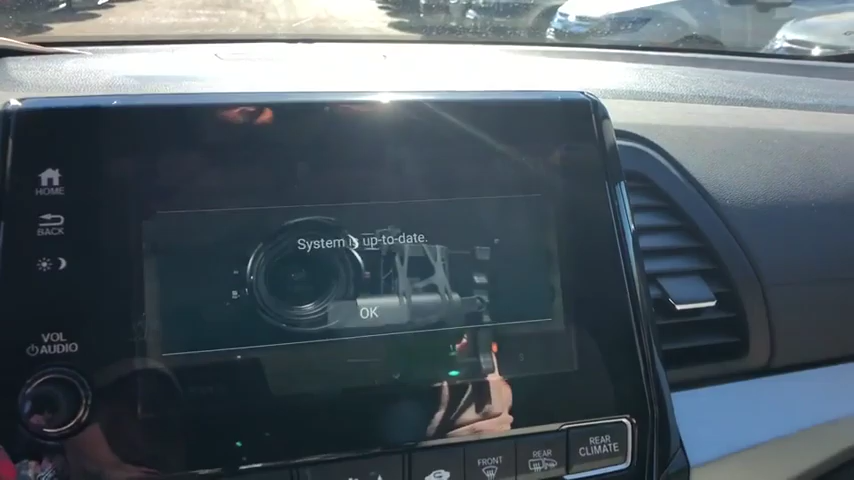 HOME
BACK
System is up-to-date.
OK
VOL
AUDIO
FRONT
REAR
REAR
CLIMATE